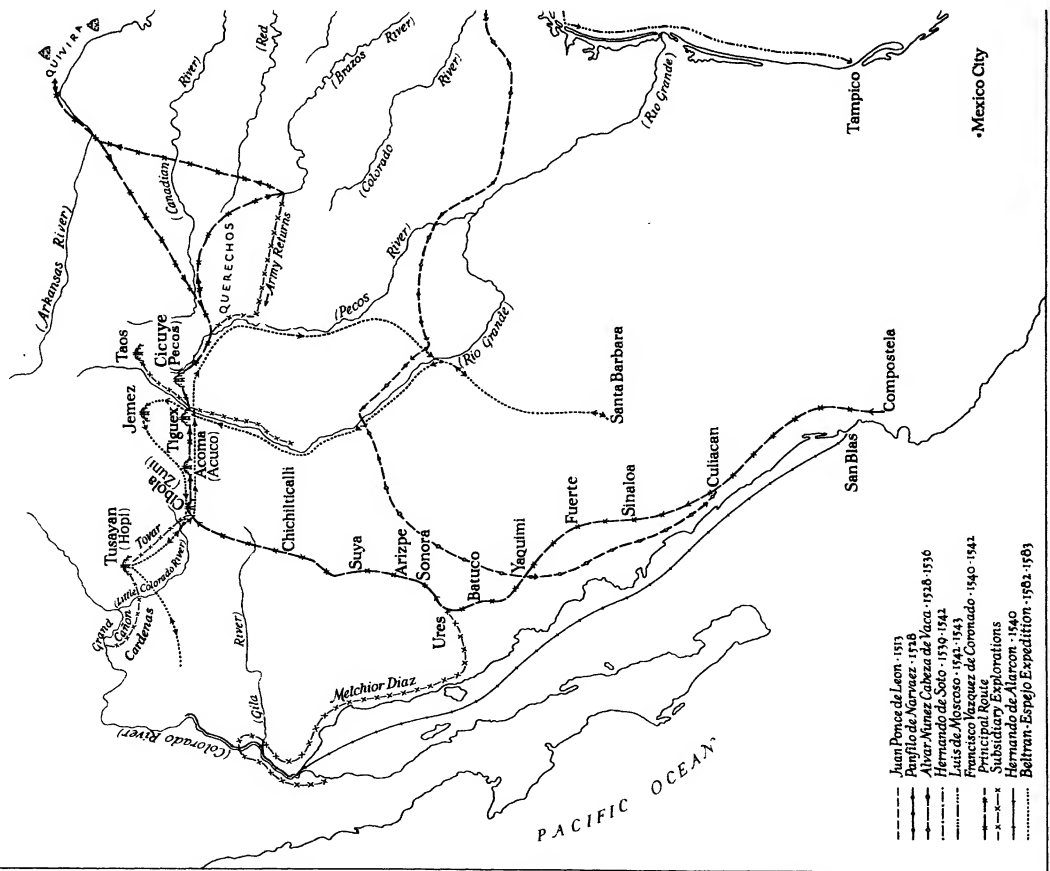 QUIVIRA
(Arkansas River)
(Canadian
River)
(Red
(Brazos
River)
(Colorado
River)
Taos
Cicuye
(Pecos)
Jemez
Tiguex
Acoma
(Acuco)
Cibola
(Zuni)
Tusayan
(Hopi)
Tovar
(Little Colorado River)
Grand
Cañon
Cardenas
QUERECHOS
Army Returns
(Pecos
River)
(Rio Grande)
(Rio Grande)
Chichilticalli
Suya
Arizpe
Sonora
Batuco
Ures
Yaquimi
Fuerte
Sinaloa
Culiacan
San Blas
Compostela
Santa Barbara
Tampico
•Mexico City
(Gila
River)
(Colorado River)
Melchior Diaz
PACIFIC OCEAN
Juan Ponce de Leon · 1513
Panfilo de Narvaez · 1528
Alvar Nunez Cabeza de Vaca · 1528 · 1536
Hernando de Soto · 1539 · 1542
Luis de Moscoso · 1542 · 1543
Francisco Vazquez de Coronado · 1540 · 1542
Principal Route
Subsidiary Explorations
Hernando de Alarcon · 1540
Beltran-Espejo Expedition · 1582 · 1583